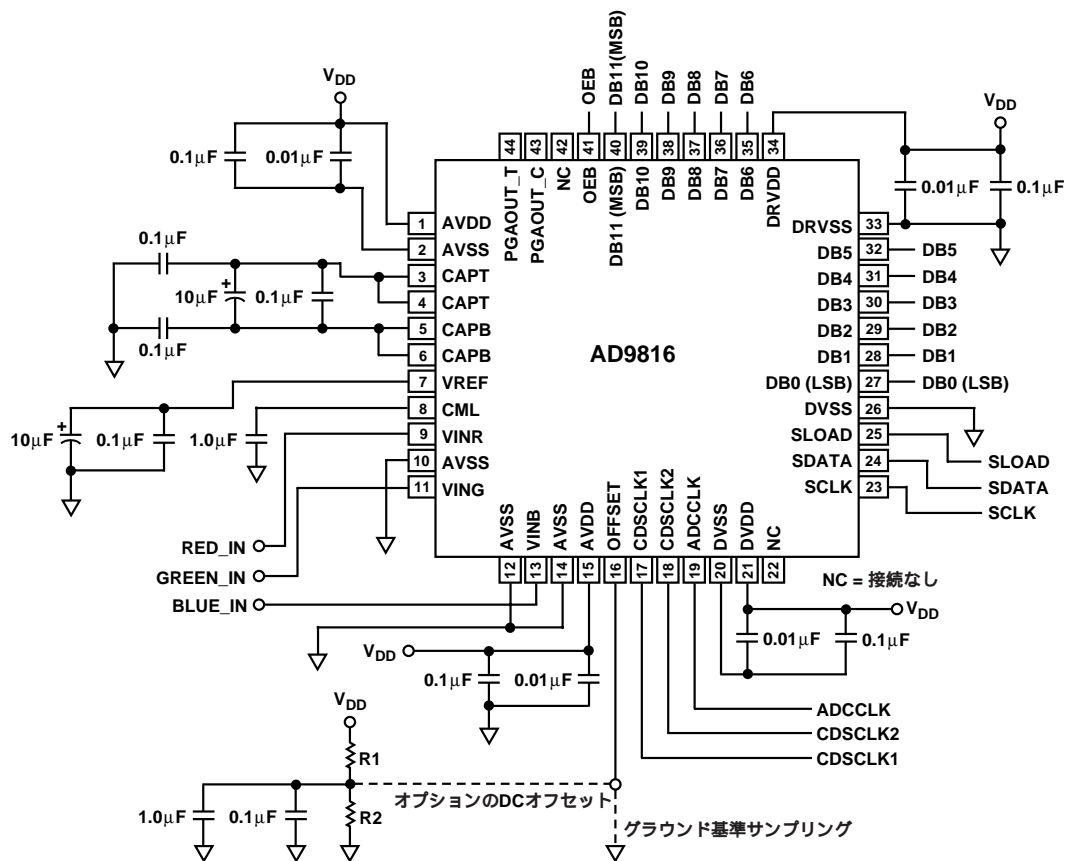 OEB
DB11(MSB)
DB10
DB9
DB8
DB7
DB6
VDD
VDD
0.1μF
0.01μF
44
43
42
41
40
39
38
37
36
35
34
PGAOUT_T
PGAOUT_C
NC
OEB
DB11 (MSB)
DB10
DB9
DB8
DB7
DB6
DRVDD
0.01μF
0.1μF
1 AVDD
2 AVSS
3 CAPT
4 CAPT
5 CAPB
6 CAPB
7 VREF
8 CML
9 VINR
10 AVSS
11 VING
0.1μF
10μF
+
0.1μF
0.1μF
10μF
+
0.1μF
1.0μF
AD9816
DRVSS 33
DB5 32 DB5
DB4 31 DB4
DB3 30 DB3
DB2 29 DB2
DB1 28 DB1
DB0 (LSB) 27 DB0 (LSB)
DVSS 26
SLOAD 25
SDATA 24
SCLK 23
SLOAD
SDATA
SCLK
AVSS
VINB
AVSS
AVDD
OFFSET
CDSCLK1
CDSCLK2
ADCCLK
DVSS
DVDD
NC
12
13
14
15
16
17
18
19
20
21
22
RED_IN
GREEN_IN
BLUE_IN
NC = 接続なし
VDD
0.01μF
0.1μF
VDD
0.1μF
0.01μF
ADCCLK
CDSCLK2
CDSCLK1
VDD
R1
R2
1.0μF
0.1μF
オプションのDCオフセット
グラウンド基準サンプリング